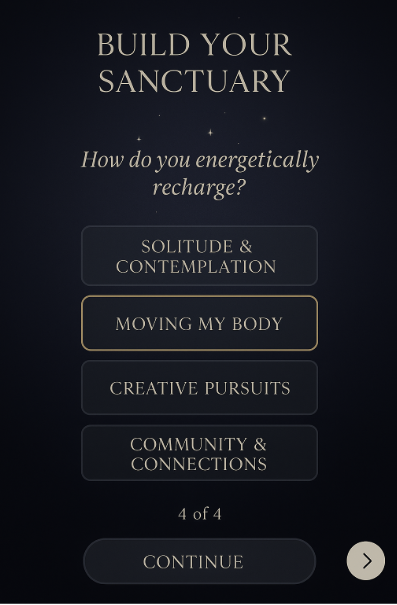 BUILD YOUR
SANCTUARY
How do you energetically
recharge?
SOLITUDE &
CONTEMPLATION
MOVING MY BODY
CREATIVE PURSUITS
COMMUNITY &
CONNECTIONS
4 of 4
CONTINUE